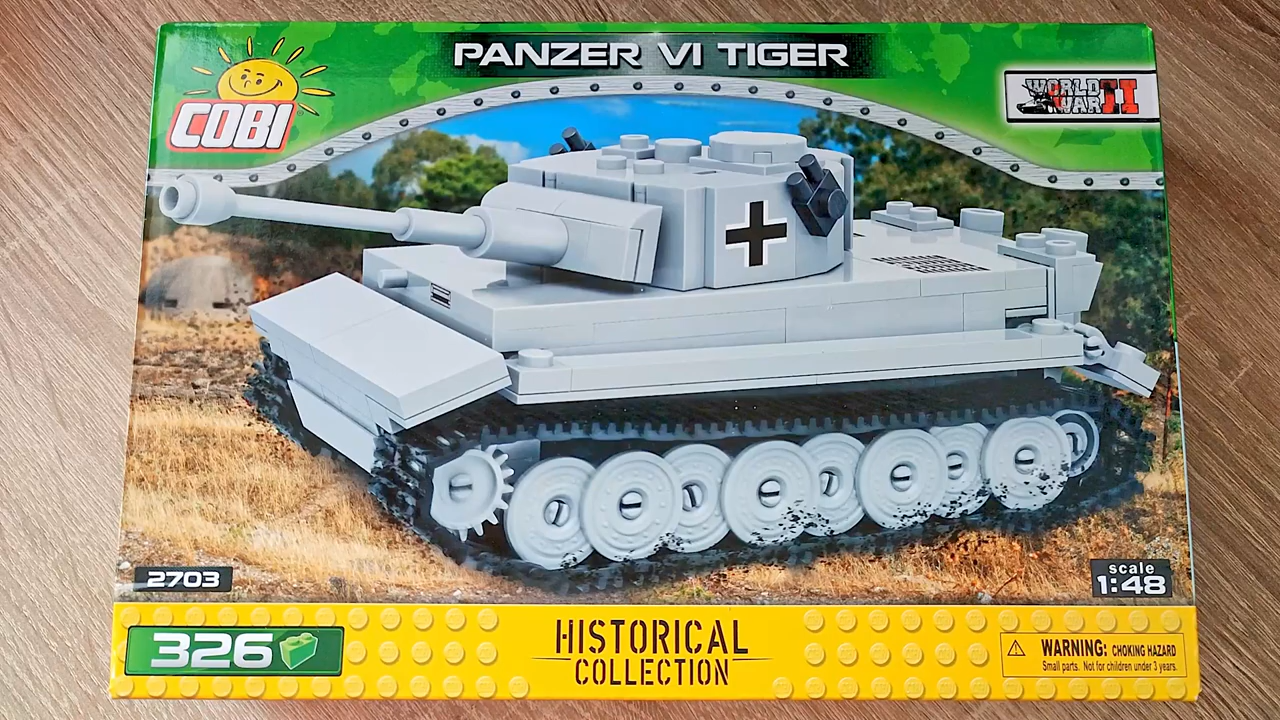 PANZER VI TIGER
COBI
WORLD
WAR II
2703
scale
1:48
326
HISTORICAL
COLLECTION
WARNING: CHOKING HAZARD
Small parts. Not for children under 3 years.